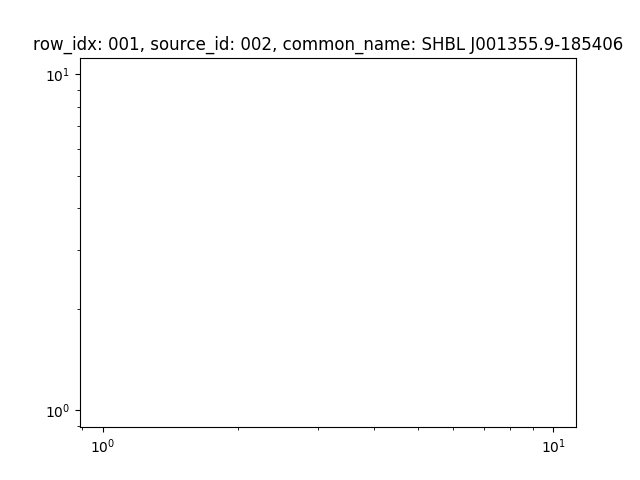 row_idx: 001, source_id: 002, common_name: SHBL J001355.9-185406
10¹
10⁰
10⁰ 10¹